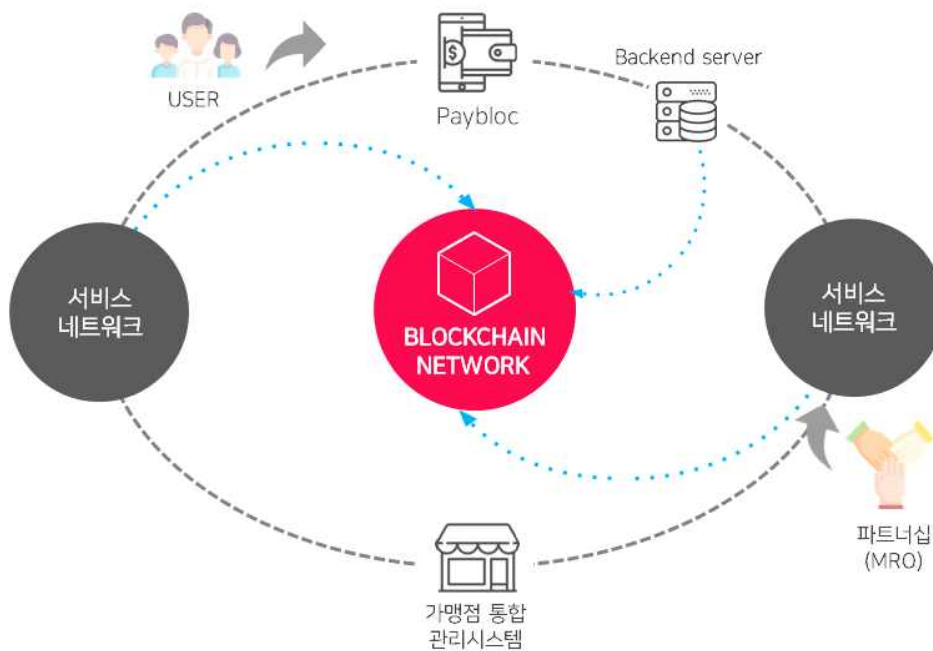 Backend server
USER
Paybloc
서비스
네트워크
BLOCKCHAIN
NETWORK
서비스
네트워크
파트너십
(MRO)
가맹점 통합
관리시스템